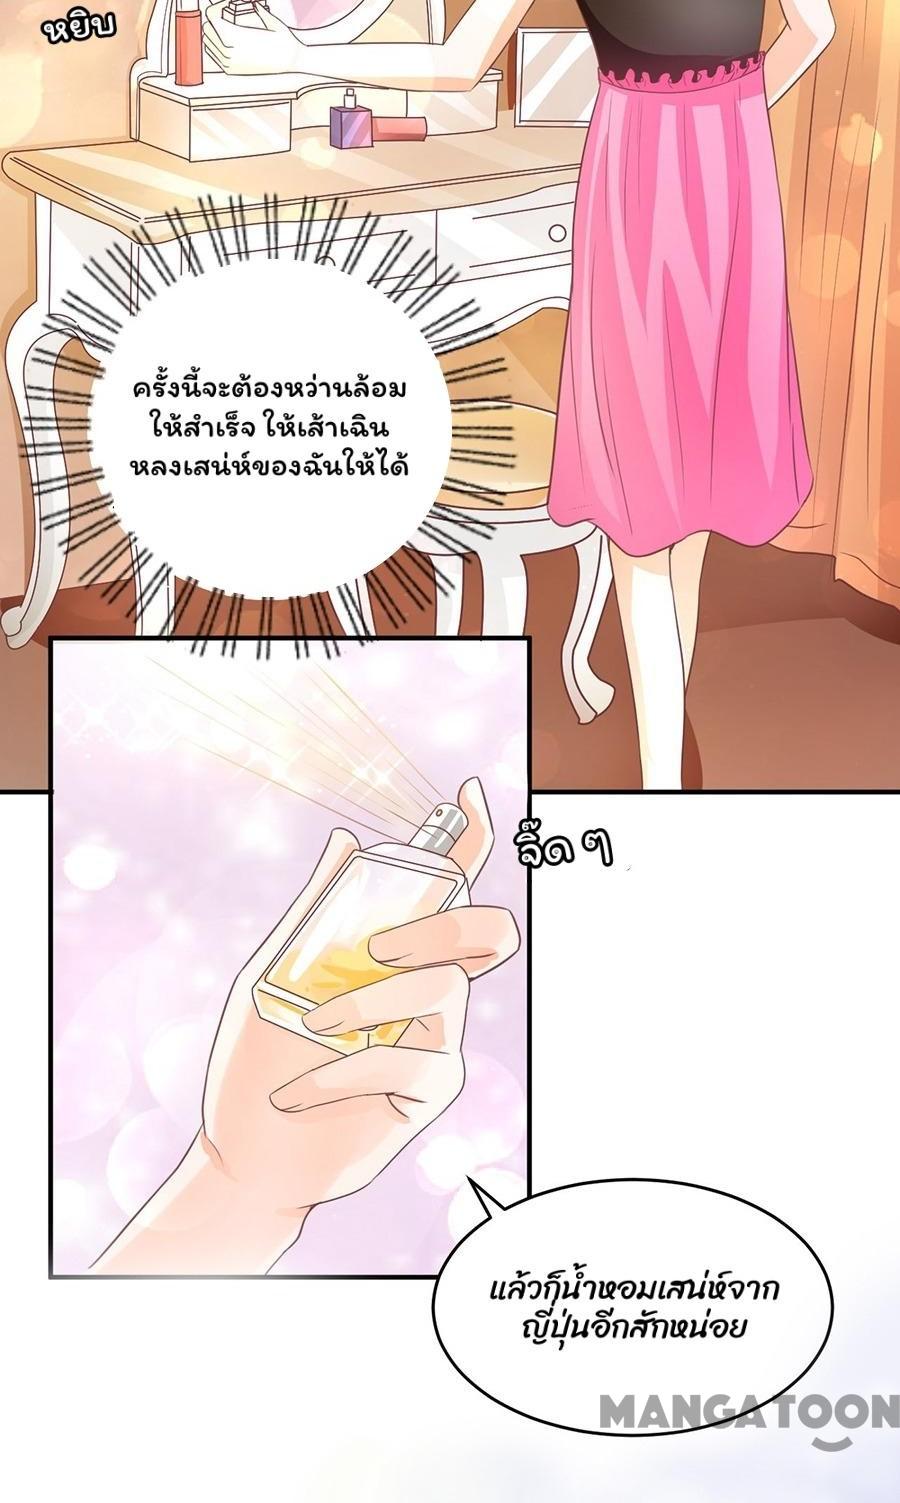 หยิบ
ครั้งนี้จะต้องหว่านล้อม
ให้สำเร็จ ให้เส้าเฉิน
หลงเสน่ห์ของฉันให้ได้
จิ๊ด ๆ
แล้วก็น้ำหอมเสน่ห์จาก
ญี่ปุ่นอีกสักหน่อย
MANGATOON